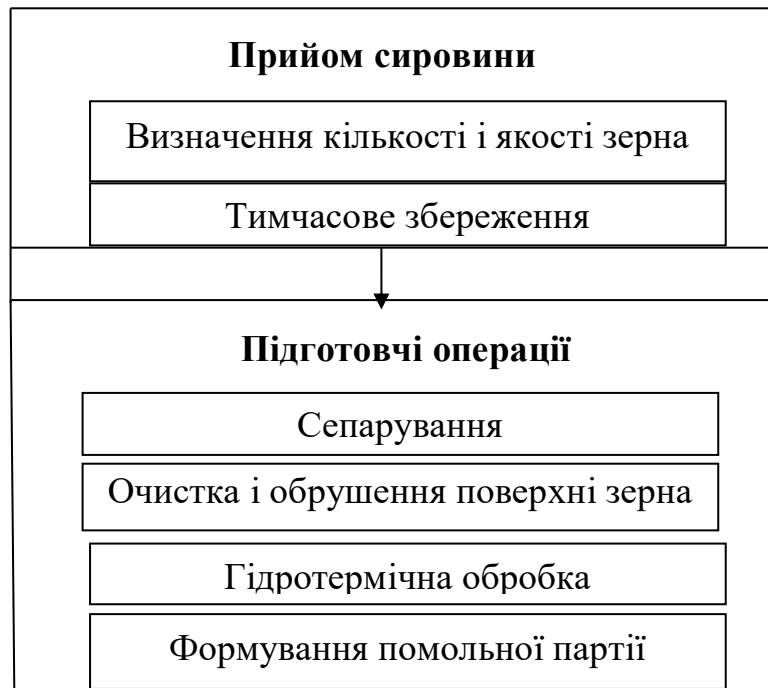 Прийом сировини
Визначення кількості і якості зерна
Тимчасове збереження
Підготовчі операції
Сепарування
Очистка і обрушення поверхні зерна
Гідротермічна обробка
Формування помольної партії